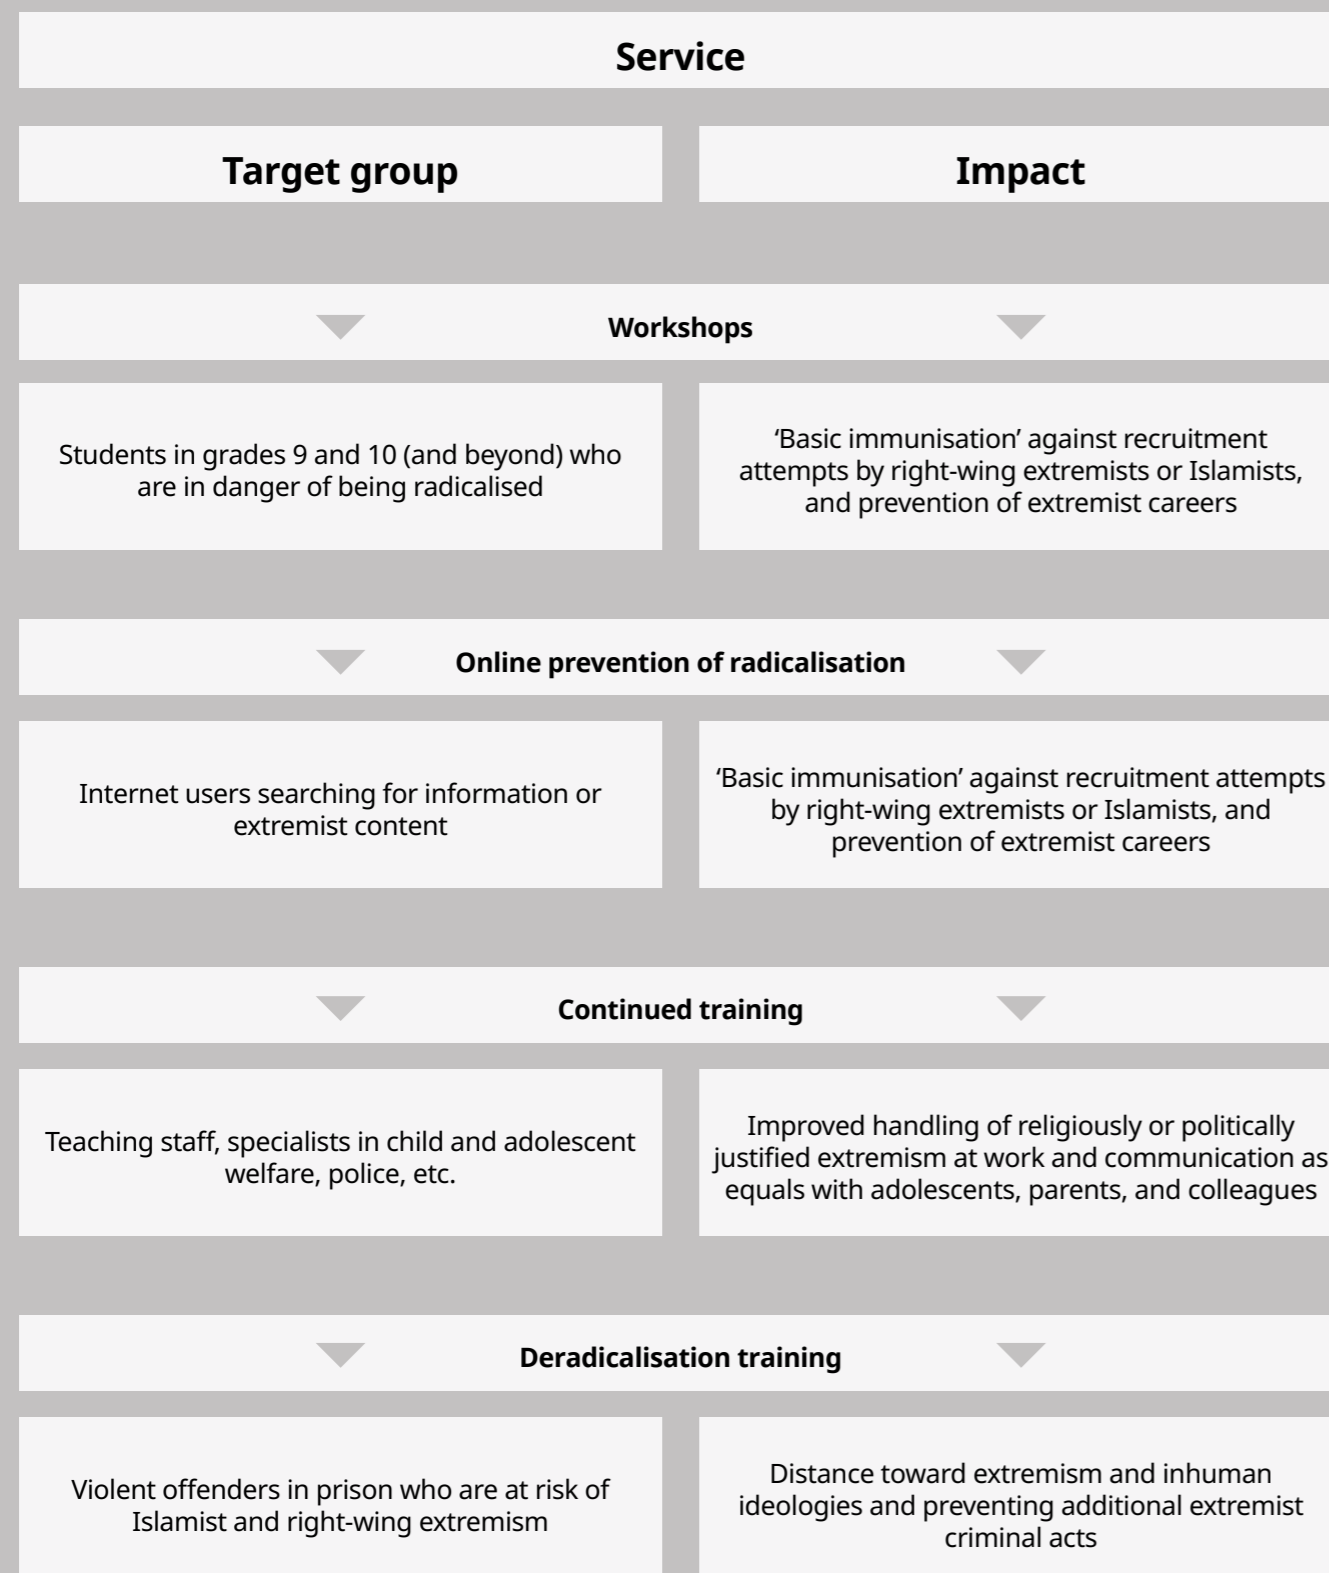 Service
Target group
Impact
Workshops
Students in grades 9 and 10 (and beyond) who
are in danger of being radicalised
‘Basic immunisation’ against recruitment
attempts by right-wing extremists or Islamists,
and prevention of extremist careers
Online prevention of radicalisation
Internet users searching for information or
extremist content
‘Basic immunisation’ against recruitment attempts
by right-wing extremists or Islamists, and
prevention of extremist careers
Continued training
Teaching staff, specialists in child and adolescent
welfare, police, etc.
Improved handling of religiously or politically
justified extremism at work and communication as
equals with adolescents, parents, and colleagues
Deradicalisation training
Violent offenders in prison who are at risk of
Islamist and right-wing extremism
Distance toward extremism and inhuman
ideologies and preventing additional extremist
criminal acts